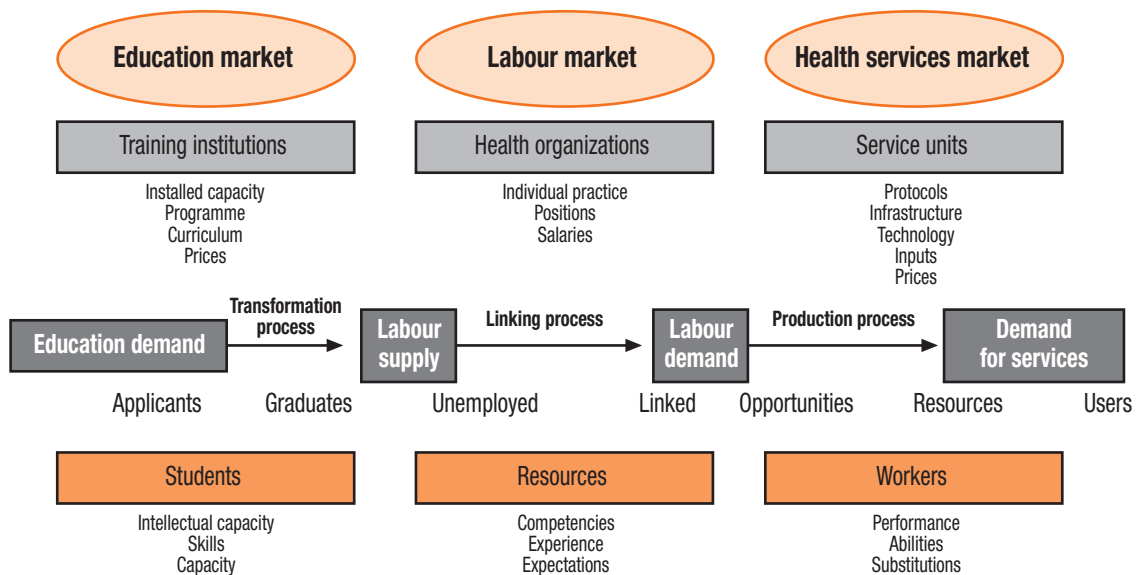 Education market
Labour market
Health services market
Training institutions
Health organizations
Service units
Installed capacity
Programme
Curriculum
Prices
Individual practice
Positions
Salaries
Protocols
Infrastructure
Technology
Inputs
Prices
Education demand
Transformation
process
Labour
supply
Linking process
Labour
demand
Production process
Demand
for services
Applicants
Graduates
Unemployed
Linked
Opportunities
Resources
Users
Students
Resources
Workers
Intellectual capacity
Skills
Capacity
Competencies
Experience
Expectations
Performance
Abilities
Substitutions